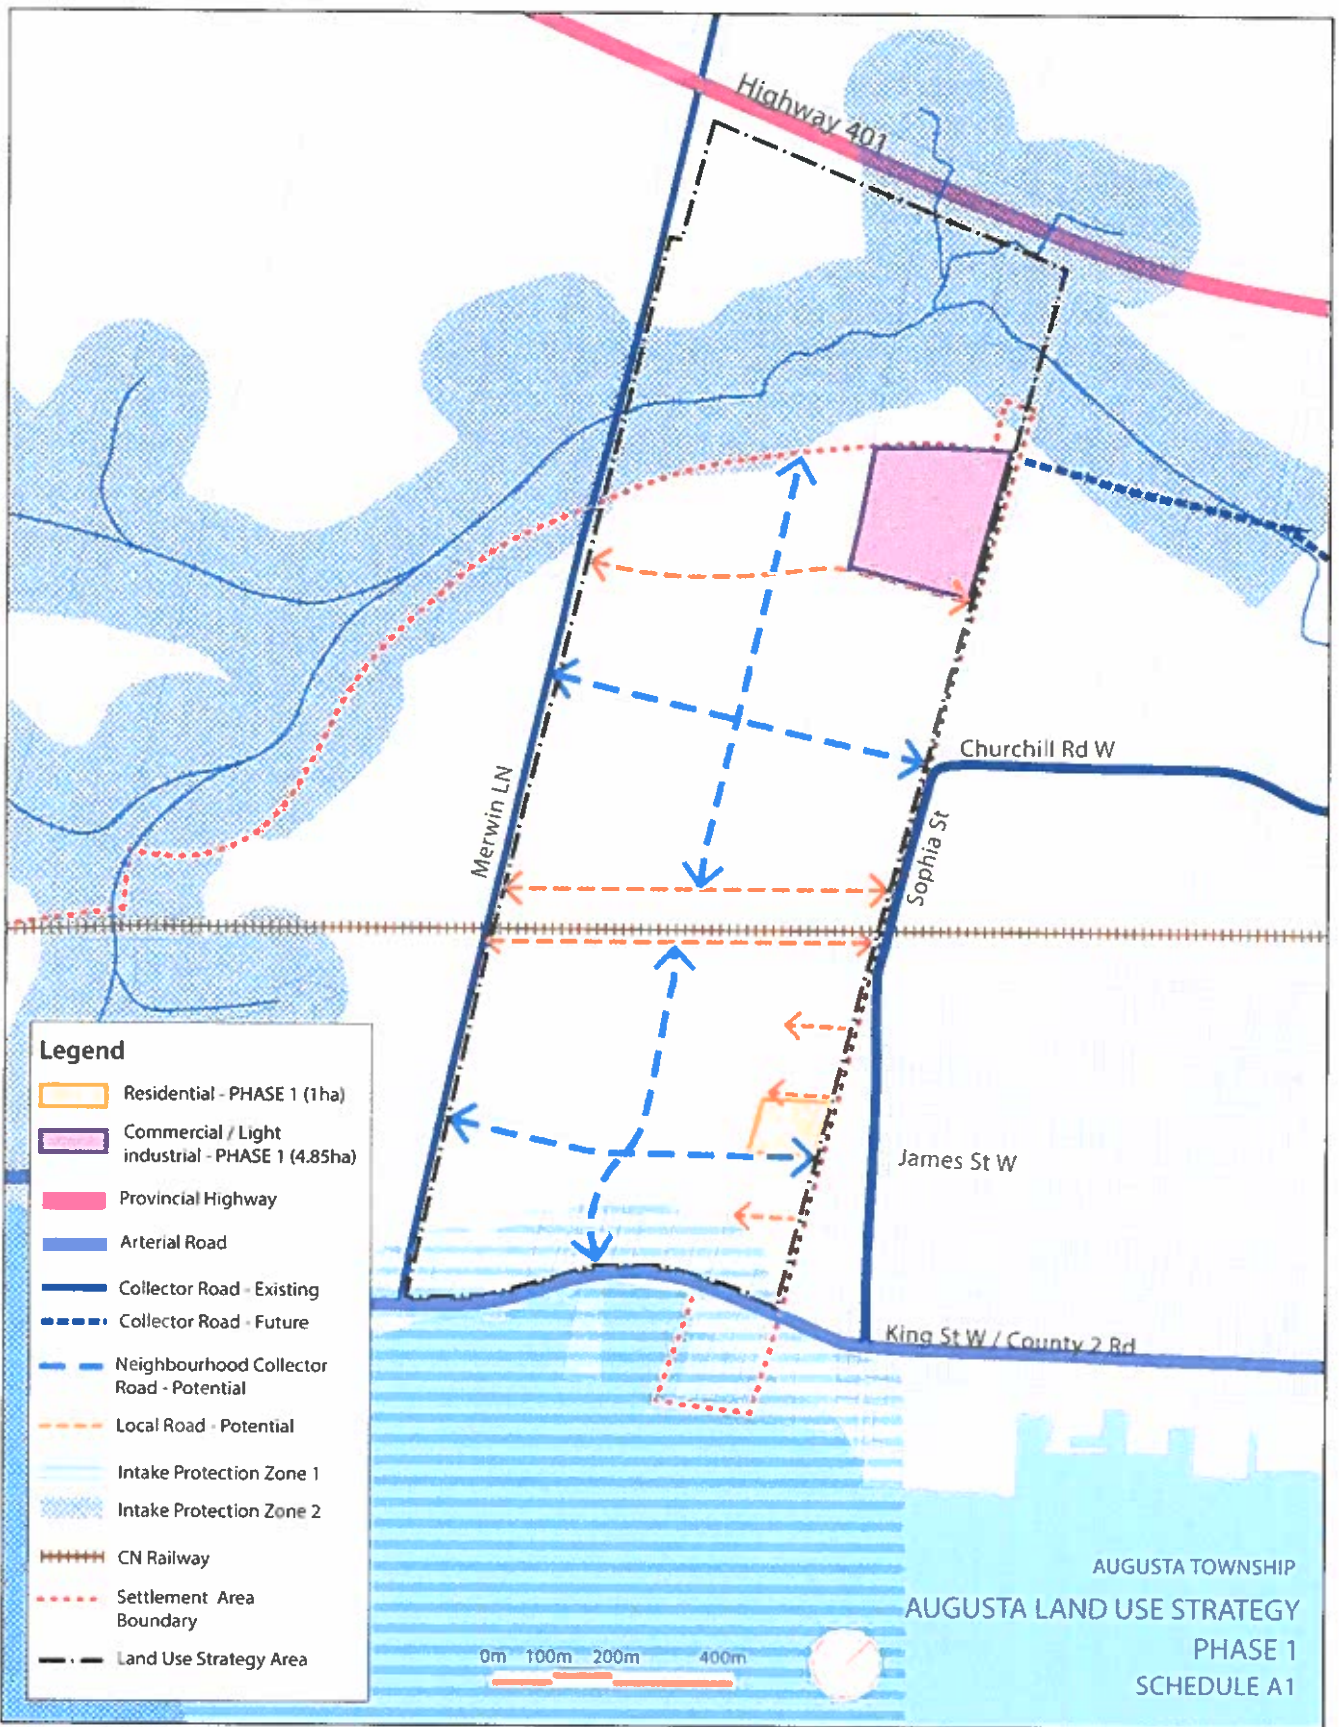 Highway 401
Churchill Rd W
Merwin LN
Sophia St
James St W
King St W / County 2 Rd
Legend
Residential - PHASE 1 (1ha)
Commercial / Light
industrial - PHASE 1 (4.85ha)
Provincial Highway
Arterial Road
Collector Road - Existing
Collector Road - Future
Neighbourhood Collector
Road - Potential
Local Road - Potential
Intake Protection Zone 1
Intake Protection Zone 2
CN Railway
Settlement Area
Boundary
Land Use Strategy Area
0m 100m 200m 400m
AUGUSTA TOWNSHIP
AUGUSTA LAND USE STRATEGY
PHASE 1
SCHEDULE A1